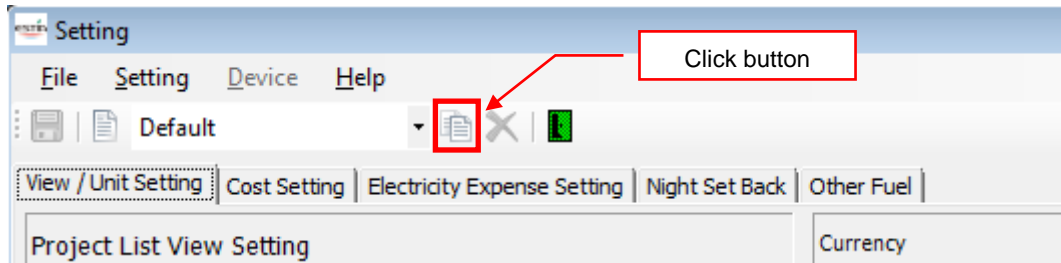 Setting
Click button
File Setting Device Help
Default
View / Unit Setting Cost Setting Electricity Expense Setting Night Set Back Other Fuel
Project List View Setting Currency